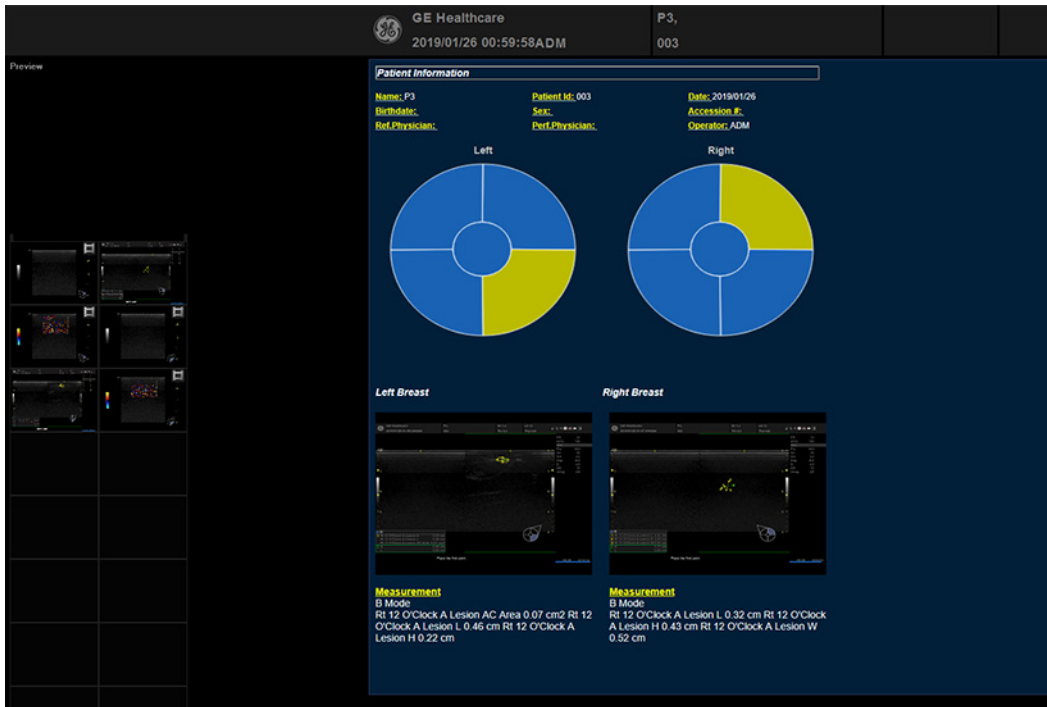 GE Healthcare
2019/01/26 00:59:58ADM
P3,
003
Preview
Patient Information
Name: P3 Patient Id: 003 Date: 2019/01/26
Birthdate: Sex: Accession #:
Ref.Physician: Perf.Physician: Operator: ADM
Left Right
Left Breast Right Breast
Measurement
B Mode
Rt 12 O'Clock A Lesion AC Area 0.07 cm2 Rt 12
O'Clock A Lesion L 0.46 cm Rt 12 O'Clock A
Lesion H 0.22 cm
Measurement
B Mode
Rt 12 O'Clock A Lesion L 0.32 cm Rt 12 O'Clock
A Lesion H 0.43 cm Rt 12 O'Clock A Lesion W
0.52 cm